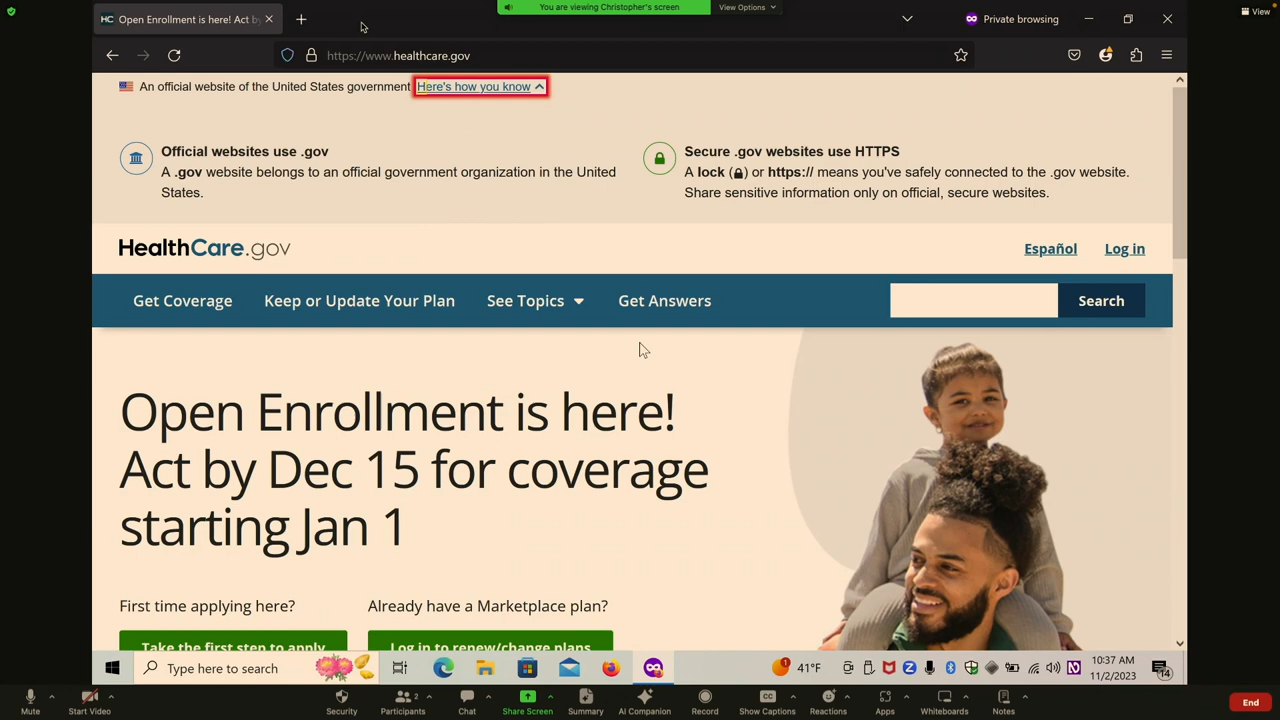 You are viewing Christopher's screen
View Options
View
Open Enrollment is here! Act by
Private browsing
https://www.healthcare.gov
An official website of the United States government Here's how you know
Official websites use .gov
A .gov website belongs to an official government organization in the United
States.
Secure .gov websites use HTTPS
A lock () or https:// means you've safely connected to the .gov website.
Share sensitive information only on official, secure websites.
HealthCare.gov
Español
Log in
Get Coverage
Keep or Update Your Plan
See Topics
Get Answers
Search
Open Enrollment is here!
Act by Dec 15 for coverage
starting Jan 1
First time applying here?
Already have a Marketplace plan?
Take the first step to apply
Log in to renew/change plans
Type here to search
41°F
10:37 AM
11/2/2023
14
Mute
Start Video
Security
Participants
2
Chat
Share Screen
Summary
AI Companion
Record
Show Captions
Reactions
Apps
Whiteboards
Notes
End